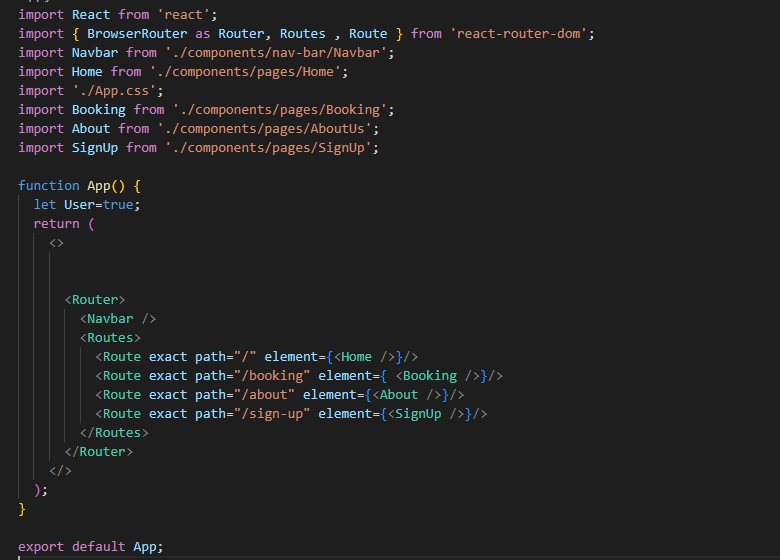 import React from 'react';
import { BrowserRouter as Router, Routes , Route } from 'react-router-dom';
import Navbar from './components/nav-bar/Navbar';
import Home from './components/pages/Home';
import './App.css';
import Booking from './components/pages/Booking';
import About from './components/pages/AboutUs';
import SignUp from './components/pages/SignUp';

function App() {
  let User=true;
  return (
    <>


      <Router>
        <Navbar />
        <Routes>
          <Route exact path="/" element={<Home />}/>
          <Route exact path="/booking" element={ <Booking />}/>
          <Route exact path="/about" element={<About />}/>
          <Route exact path="/sign-up" element={<SignUp />}/>
        </Routes>
      </Router>
    </>
  );
}

export default App;